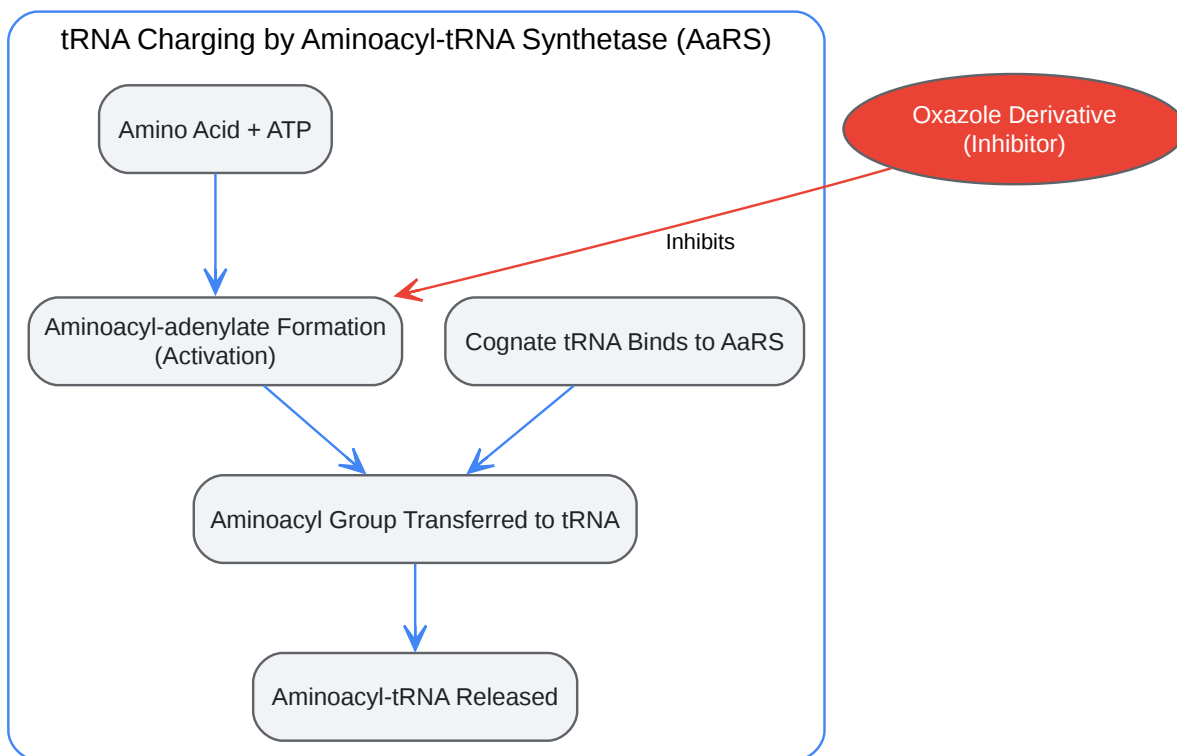 tRNA Charging by Aminoacyl-tRNA Synthetase (AaRS)
Amino Acid + ATP
Oxazole Derivative
(Inhibitor)
Inhibits
Aminoacyl-adenylate Formation
(Activation)
Cognate tRNA Binds to AaRS
Aminoacyl Group Transferred to tRNA
Aminoacyl-tRNA Released